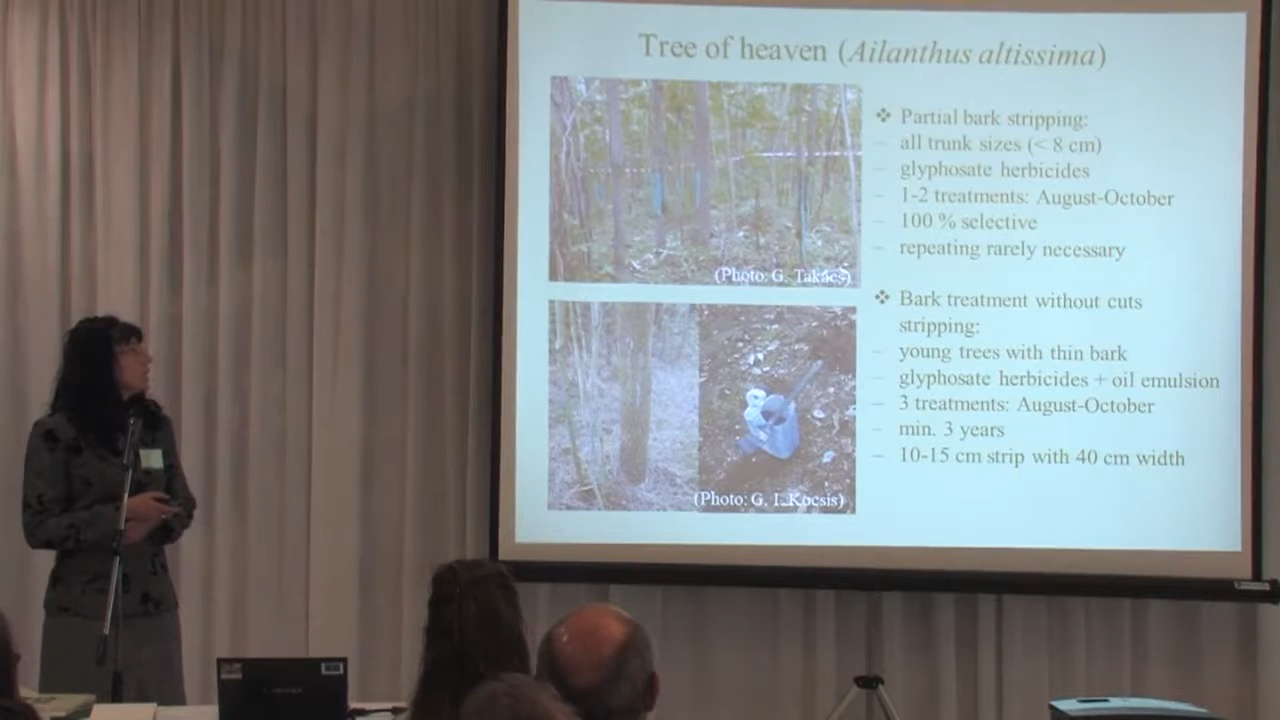 Tree of heaven (Ailanthus altissima)
(Photo: G. Takács)
(Photo: G. I. Kocsis)
❖ Partial bark stripping:
– all trunk sizes (< 8 cm)
– glyphosate herbicides
– 1-2 treatments: August-October
– 100 % selective
– repeating rarely necessary
❖ Bark treatment without cuts
stripping:
– young trees with thin bark
– glyphosate herbicides + oil emulsion
– 3 treatments: August-October
– min. 3 years
– 10-15 cm strip with 40 cm width